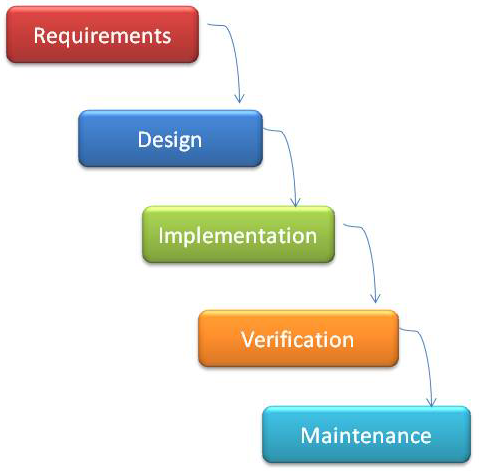 Requirements
Design
Implementation
Verification
Maintenance